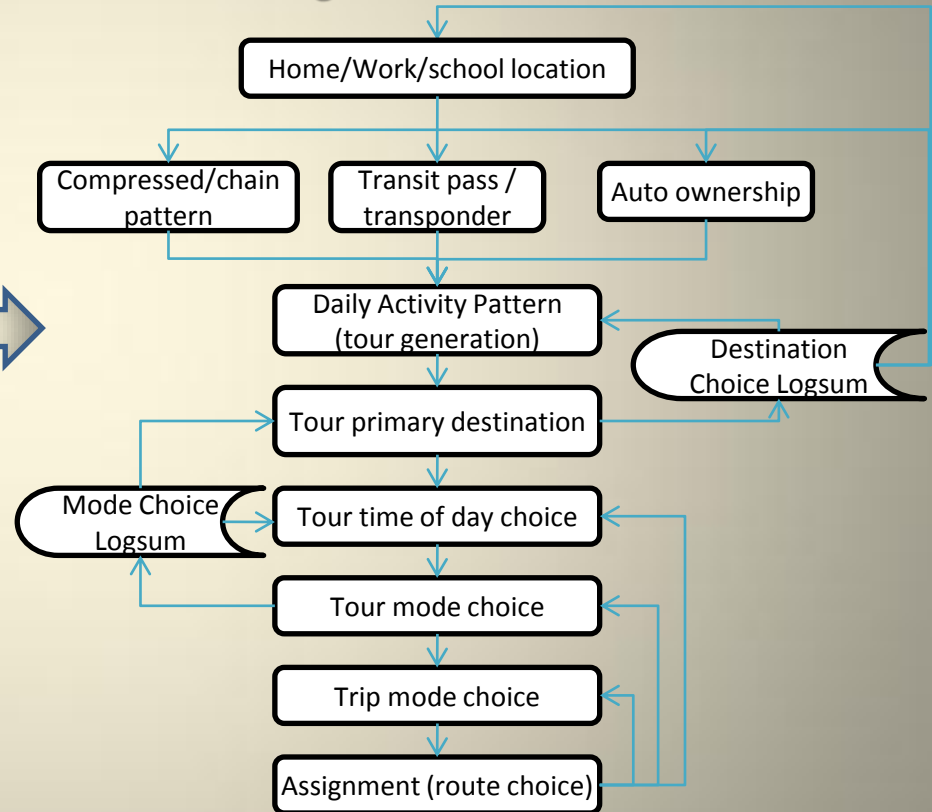 Home/Work/school location
Compressed/chain
pattern
Transit pass /
transponder
Auto ownership
Daily Activity Pattern
(tour generation)
Destination
Choice Logsum
Tour primary destination
Mode Choice
Logsum
Tour time of day choice
Tour mode choice
Trip mode choice
Assignment (route choice)